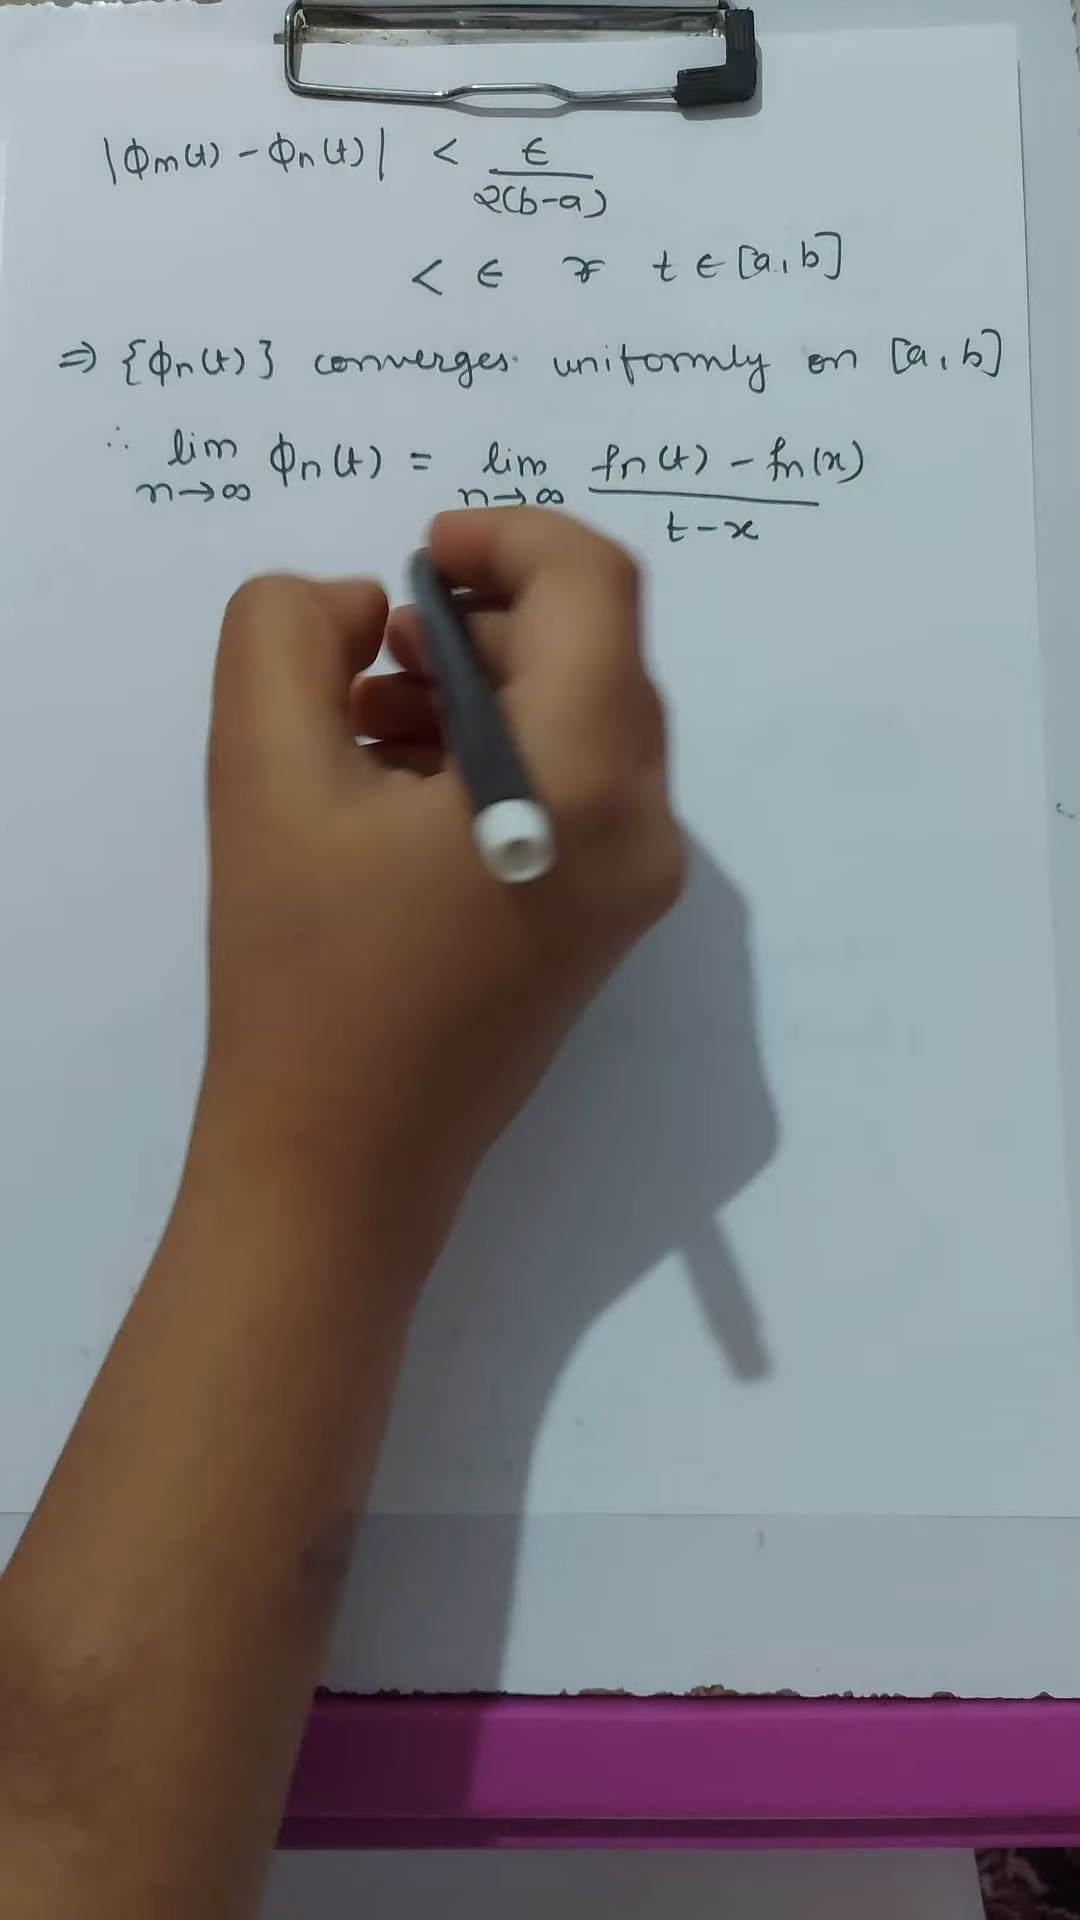 |ϕm(t) - ϕn(t)| < ϵ / 2(b-a)
< ϵ ∀ t ∈ [a, b]
⇒ {ϕn(t)} converges uniformly on [a, b]
∴ lim n→∞ ϕn(t) = lim n→∞ fn(t) - fn(x) / t - x